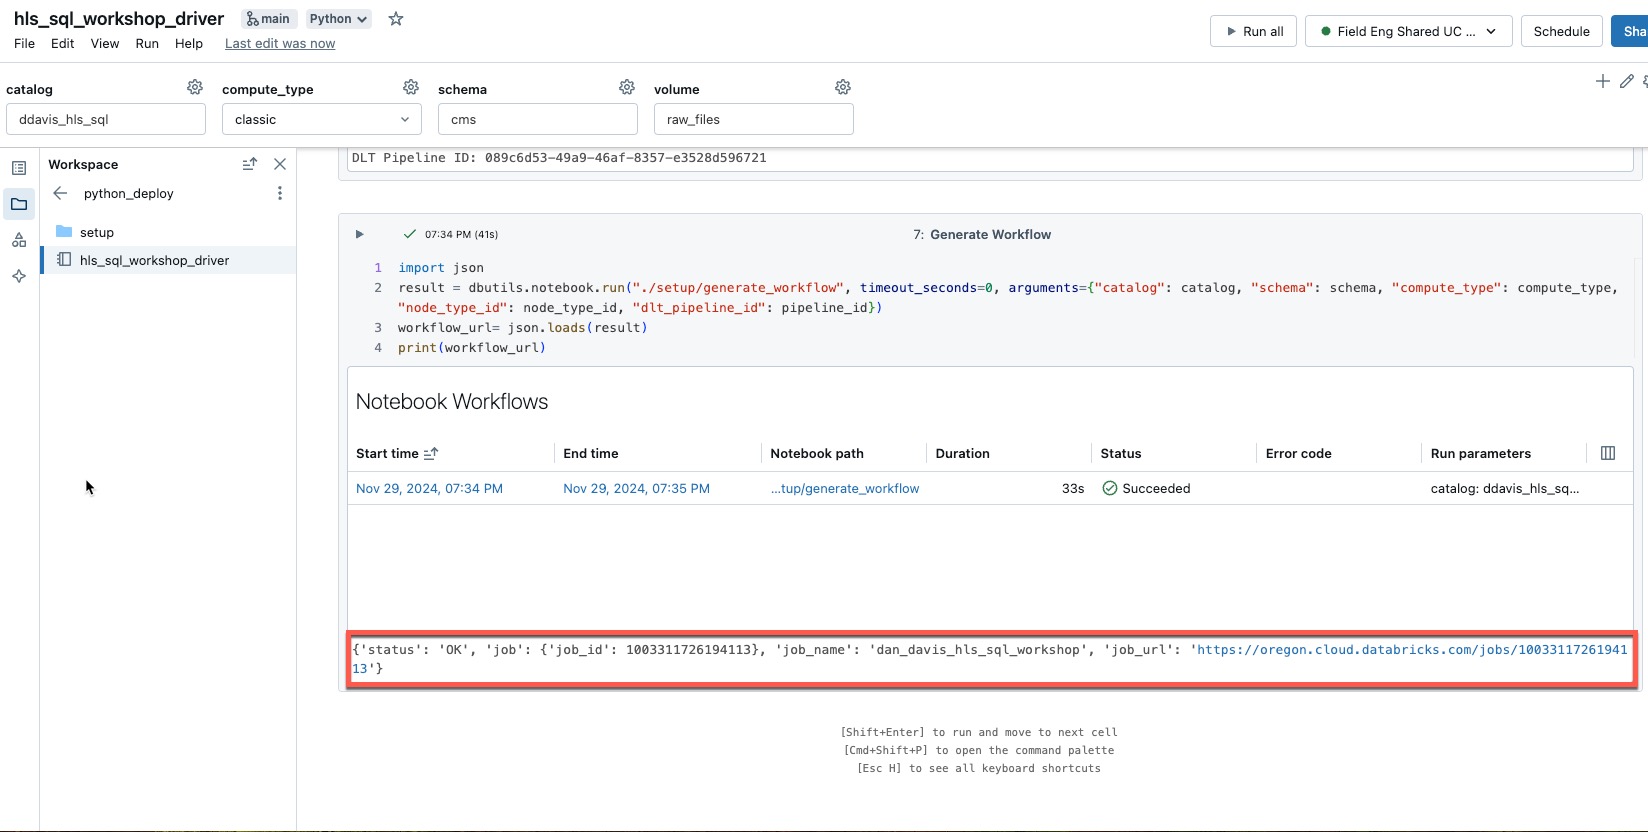 hls_sql_workshop_driver main Python
File Edit View Run Help Last edit was now
Run all Field Eng Shared UC ... Schedule Sha
catalog compute_type schema volume
ddavis_hls_sql classic cms raw_files
Workspace
python_deploy
setup
hls_sql_workshop_driver
DLT Pipeline ID: 089c6d53-49a9-46af-8357-e3528d596721
07:34 PM (41s) 7: Generate Workflow
1 import json
2 result = dbutils.notebook.run("./setup/generate_workflow", timeout_seconds=0, arguments={"catalog": catalog, "schema": schema, "compute_type": compute_type,
"node_type_id": node_type_id, "dlt_pipeline_id": pipeline_id})
3 workflow_url= json.loads(result)
4 print(workflow_url)
Notebook Workflows
Start time End time Notebook path Duration Status Error code Run parameters
Nov 29, 2024, 07:34 PM Nov 29, 2024, 07:35 PM ...tup/generate_workflow 33s Succeeded catalog: ddavis_hls_sq...
{'status': 'OK', 'job': {'job_id': 1003311726194113}, 'job_name': 'dan_davis_hls_sql_workshop', 'job_url': 'https://oregon.cloud.databricks.com/jobs/10033117261941
13'}
[Shift+Enter] to run and move to next cell
[Cmd+Shift+P] to open the command palette
[Esc H] to see all keyboard shortcuts